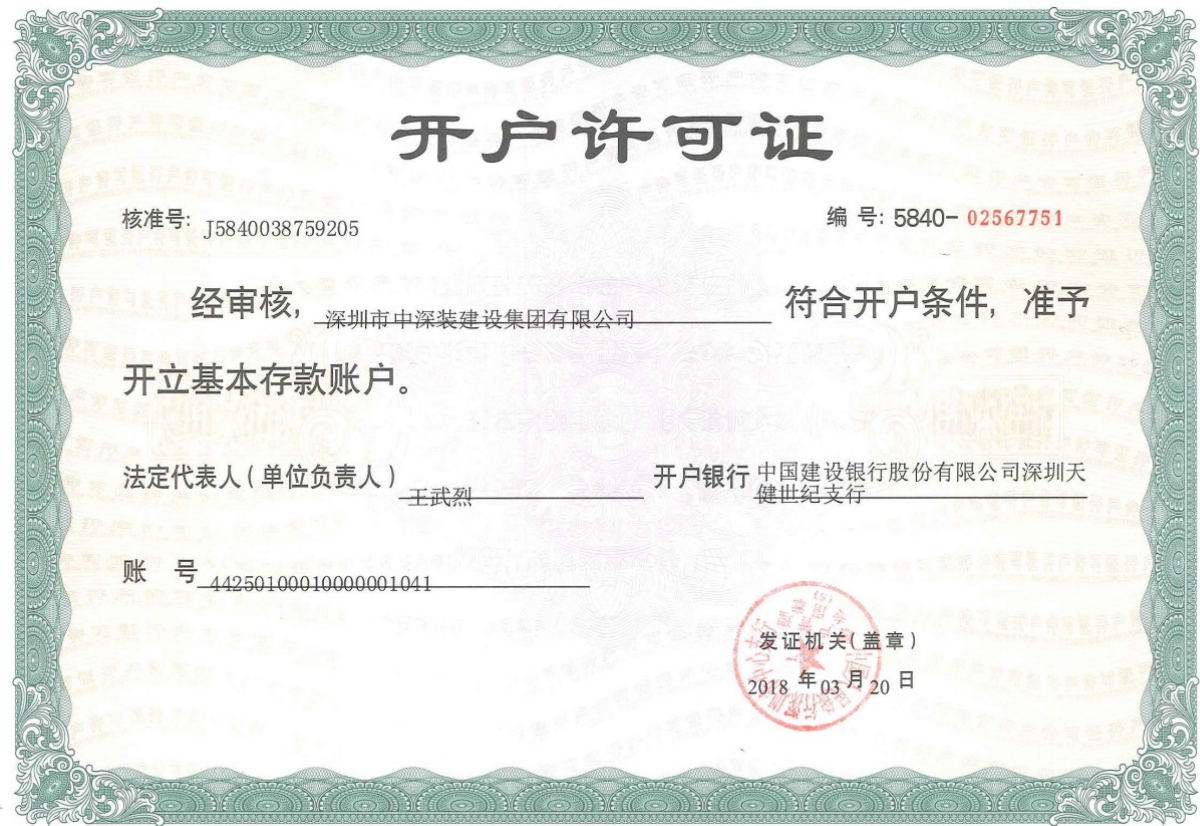 开户许可证
核准号: J5840038759205
编 号: 5840- 02567751
经审核, 深圳市中深装建设集团有限公司 符合开户条件, 准予
开立基本存款账户。
法定代表人(单位负责人) 王武烈 开户银行 中国建设银行股份有限公司深圳天
健世纪支行
账 号 44250100010000001041
发证机关(盖章)
2018 年 03 月 20 日